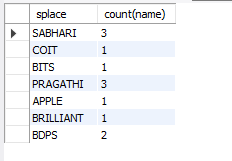 splace count(name)
SABHARI 3
COIT 1
BITS 1
PRAGATHI 3
APPLE 1
BRILLIANT 1
BDPS 2